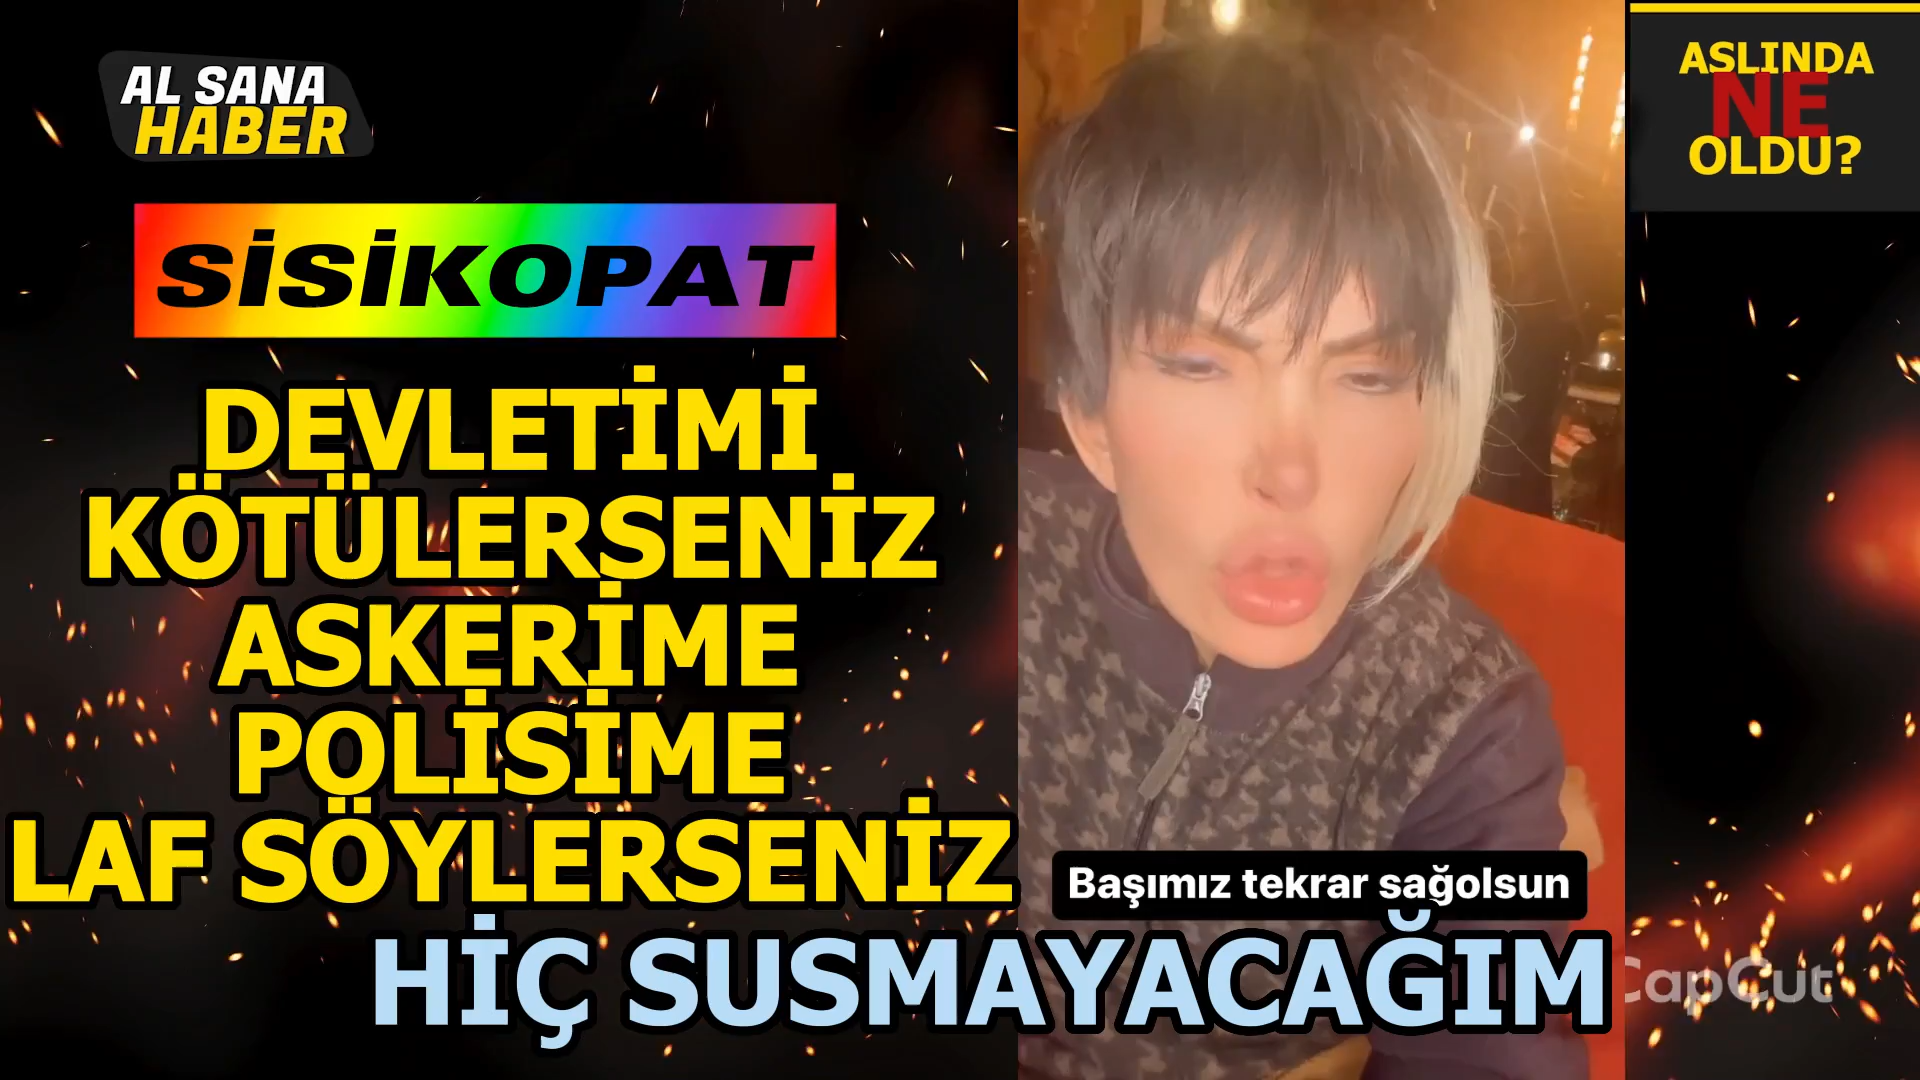 AL SANA
HABER
ASLINDA
NE
OLDU?
SİSİKOPAT
DEVLETİMİ
KÖTÜLERSENİZ
ASKERİME
POLİSİME
LAF SÖYLERSENİZ
Başımız tekrar sağolsun
HİÇ SUSMAYACAĞIM
CapCut